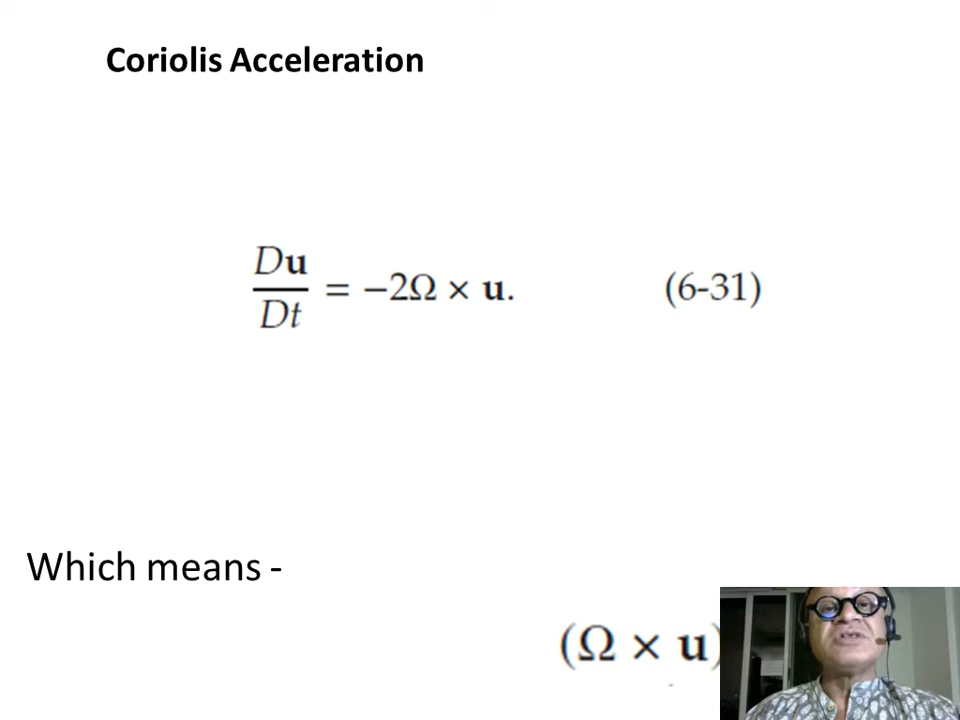 Coriolis Acceleration
Du/Dt = −2Ω × u. (6-31)
Which means -
(Ω × u)